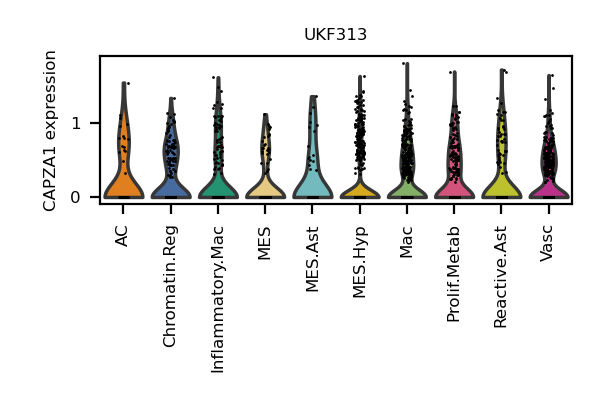 UKF313
CAPZA1 expression
1
0
AC
Chromatin.Reg
Inflammatory.Mac
MES
MES.Ast
MES.Hyp
Mac
Prolif.Metab
Reactive.Ast
Vasc